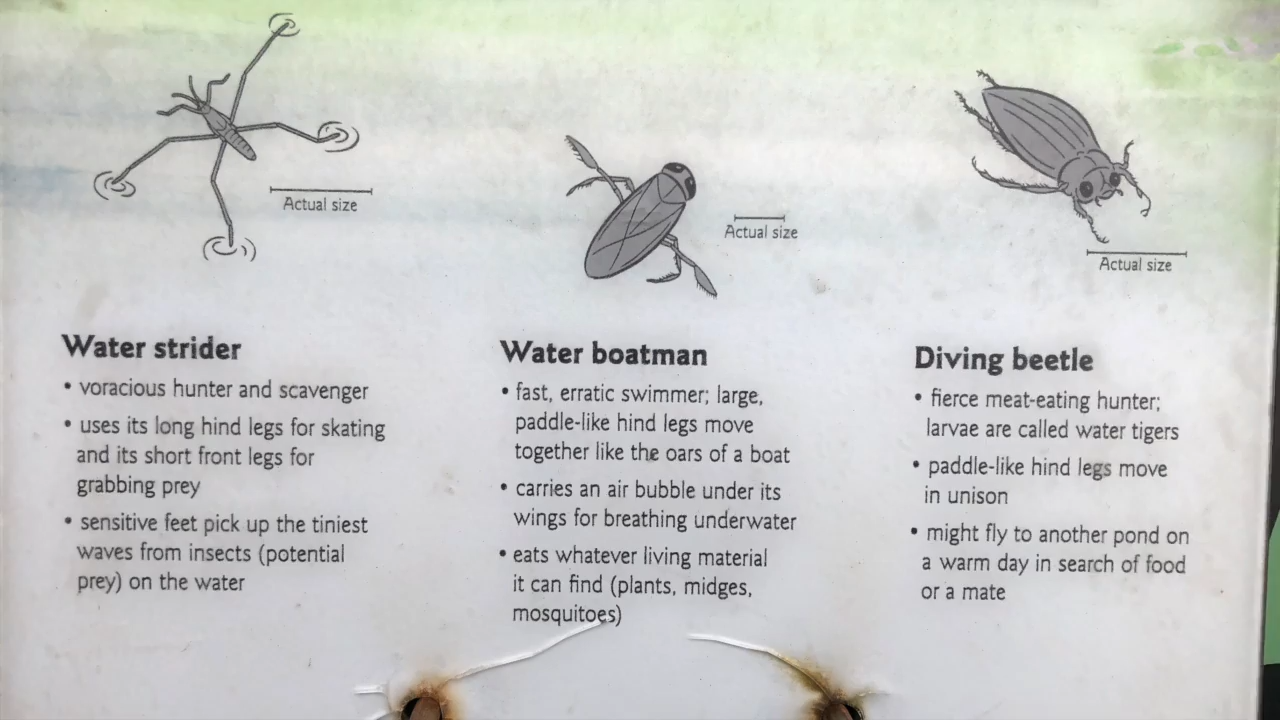 Actual size
Actual size
Actual size
Water strider
• voracious hunter and scavenger
• uses its long hind legs for skating
and its short front legs for
grabbing prey
• sensitive feet pick up the tiniest
waves from insects (potential
prey) on the water
Water boatman
• fast, erratic swimmer; large,
paddle-like hind legs move
together like the oars of a boat
• carries an air bubble under its
wings for breathing underwater
• eats whatever living material
it can find (plants, midges,
mosquitoes)
Diving beetle
• fierce meat-eating hunter;
larvae are called water tigers
• paddle-like hind legs move
in unison
• might fly to another pond on
a warm day in search of food
or a mate